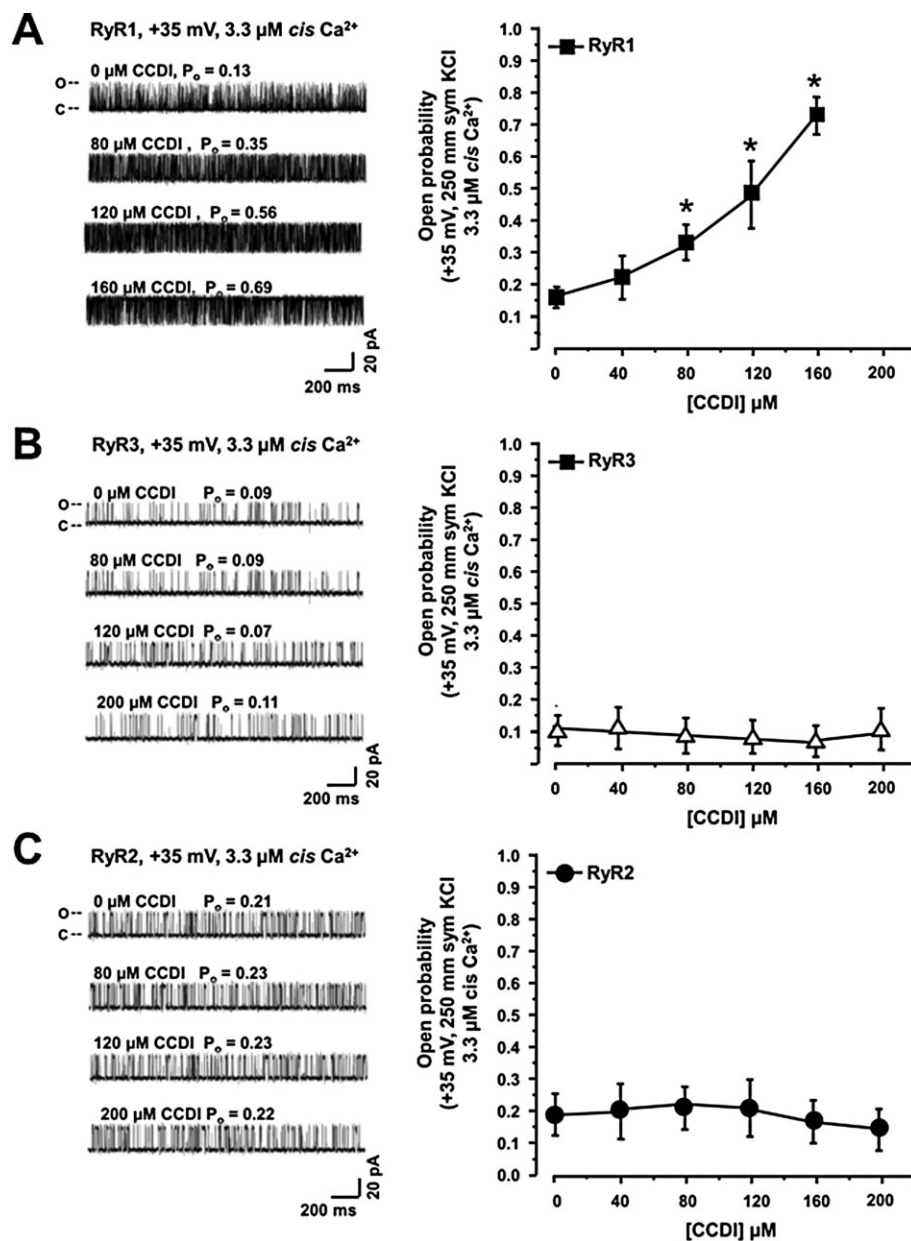 A
RyR1, +35 mV, 3.3 µM cis Ca²⁺
0 µM CCDI, Pₒ = 0.13
O--
C--
80 µM CCDI , Pₒ = 0.35
120 µM CCDI , Pₒ = 0.56
160 µM CCDI, Pₒ = 0.69
20 pA
200 ms
Open probability
(+35 mV, 250 mm sym KCl
3.3 µM cis Ca²⁺)
1.0
0.9
0.8
0.7
0.6
0.5
0.4
0.3
0.2
0.1
RyR1
*
*
*
0 40 80 120 160 200
[CCDI] µM
B
RyR3, +35 mV, 3.3 µM cis Ca²⁺
0 µM CCDI Pₒ = 0.09
O--
C--
80 µM CCDI Pₒ = 0.09
120 µM CCDI Pₒ = 0.07
200 µM CCDI Pₒ = 0.11
20 pA
200 ms
Open probability
(+35 mV, 250 mm sym KCl
3.3 µM cis Ca²⁺)
1.0
0.9
0.8
0.7
0.6
0.5
0.4
0.3
0.2
0.1
RyR3
0 40 80 120 160 200
[CCDI] µM
C
RyR2, +35 mV, 3.3 µM cis Ca²⁺
0 µM CCDI Pₒ = 0.21
O--
C--
80 µM CCDI Pₒ = 0.23
120 µM CCDI Pₒ = 0.23
200 µM CCDI Pₒ = 0.22
20 pA
200 ms
Open probability
(+35 mV, 250 mm sym KCl
3.3 µM cis Ca²⁺)
1.0
0.9
0.8
0.7
0.6
0.5
0.4
0.3
0.2
0.1
0.0
RyR2
0 40 80 120 160 200
[CCDI] µM